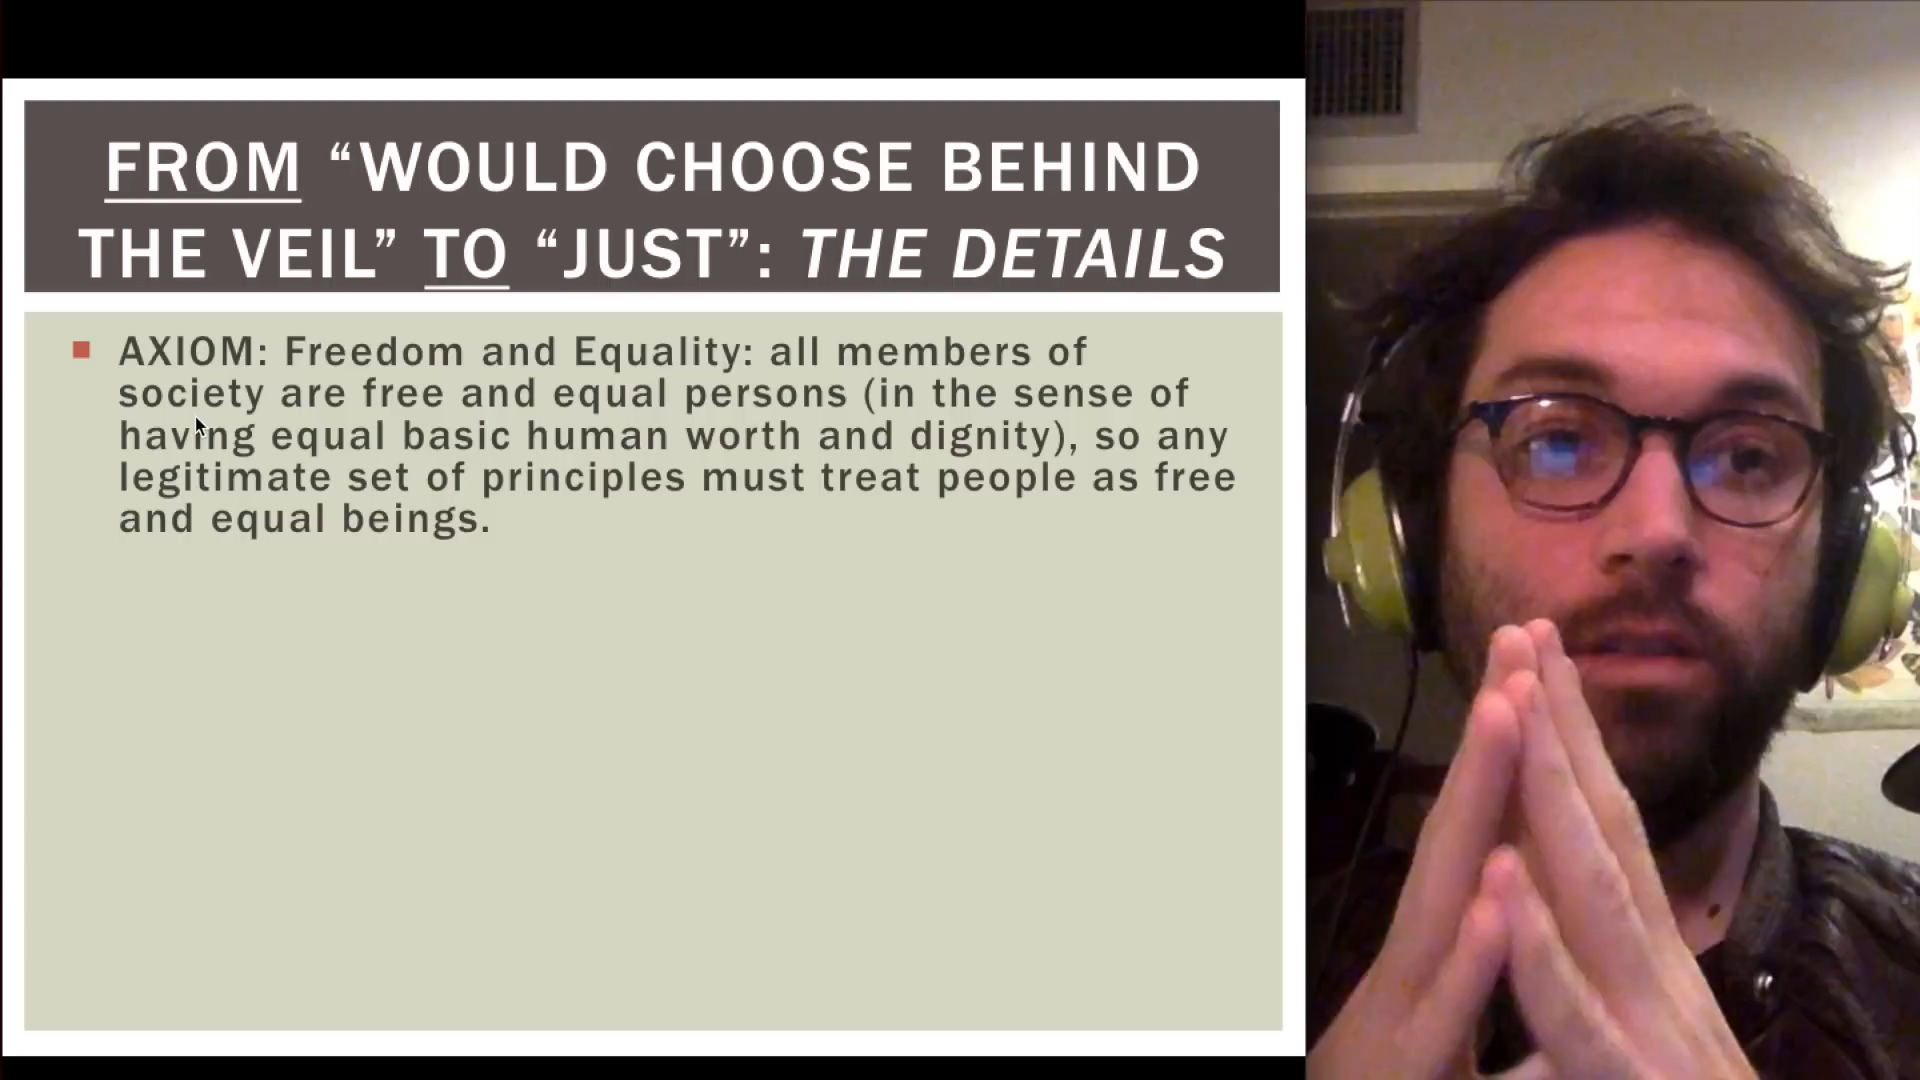 FROM “WOULD CHOOSE BEHIND
THE VEIL” TO “JUST”: THE DETAILS
AXIOM: Freedom and Equality: all members of
society are free and equal persons (in the sense of
having equal basic human worth and dignity), so any
legitimate set of principles must treat people as free
and equal beings.